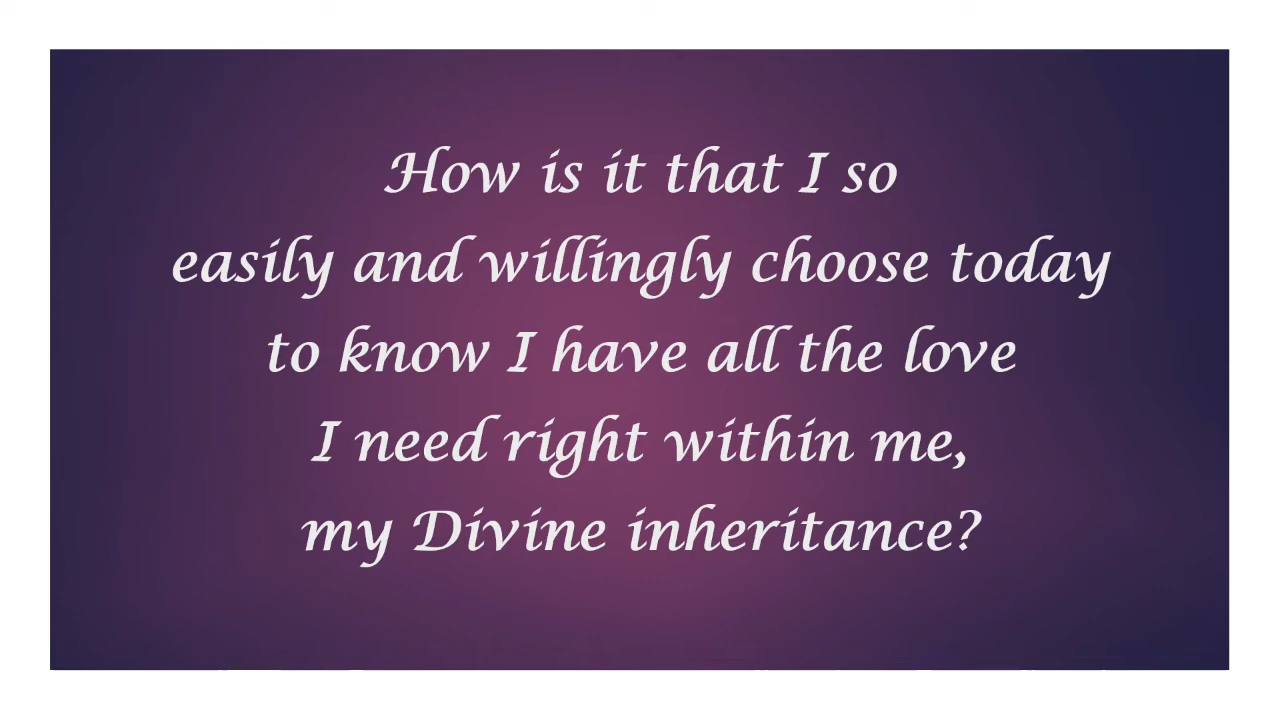 How is it that I so
easily and willingly choose today
to know I have all the love
I need right within me,
my Divine inheritance?